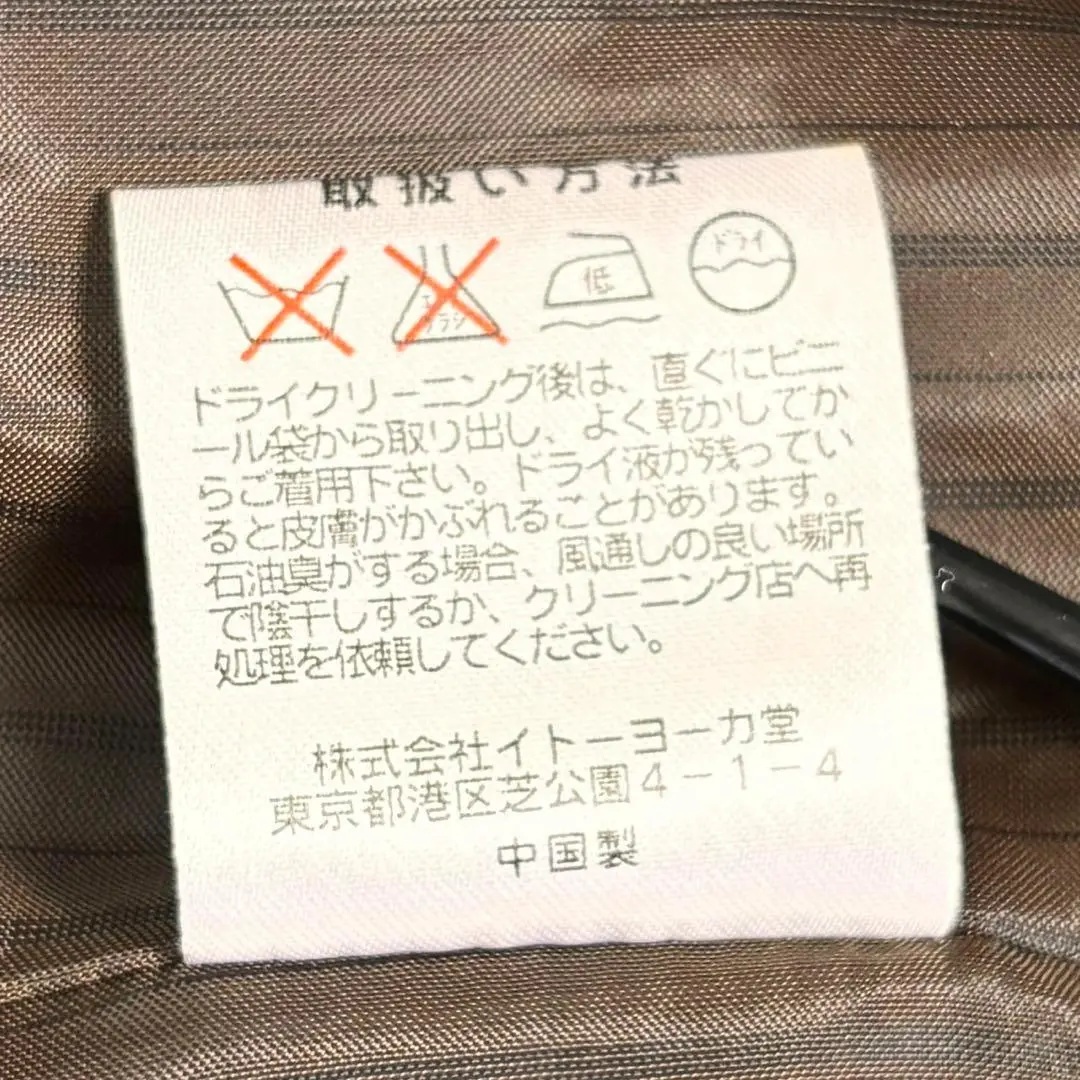 取扱い方法
エンソ
サラシ
低
ドライ
ドライクリーニング後は、直ぐにビニ
ール袋から取り出し、よく乾かしてか
らご着用下さい。ドライ液が残ってい
ると皮膚がかぶれることがあります。
石油臭がする場合、風通しの良い場所
で陰干しするか、クリーニング店へ再
処理を依頼してください。
株式会社イトーヨーカ堂
東京都港区芝公園4-1-4
中国製